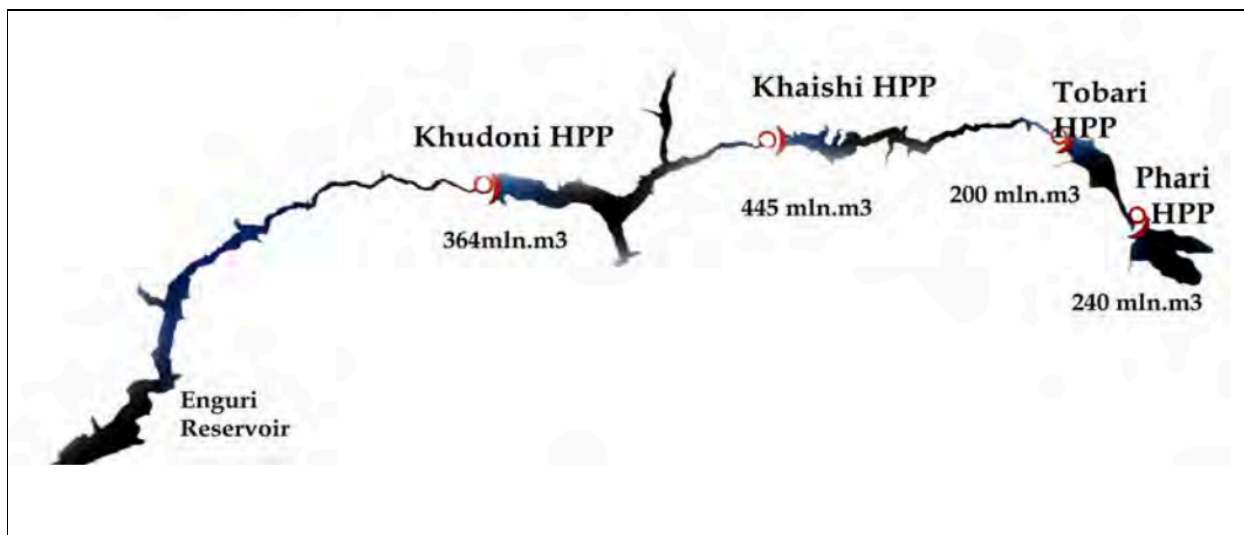 Khudoni HPP
364mln.m3
Khaishi HPP
445 mln.m3
Tobari
HPP
200 mln.m3
Phari
HPP
240 mln.m3
Enguri
Reservoir